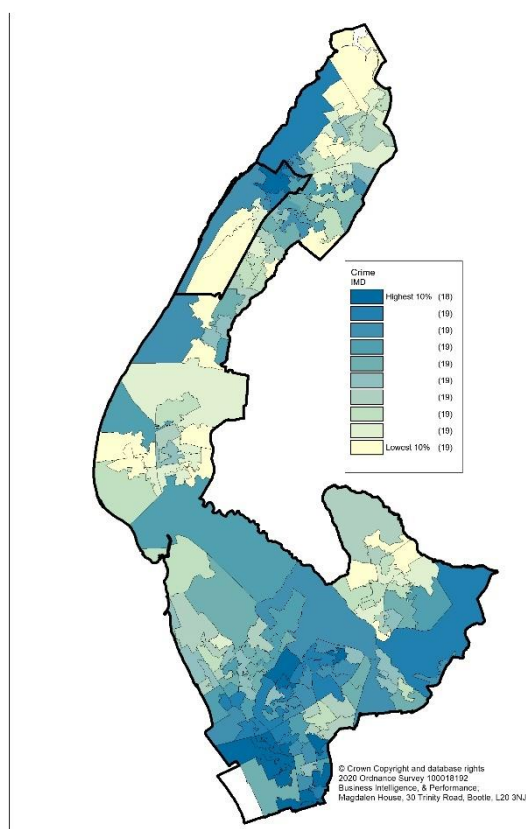 Crime
IMD
Highest 10% (18)
(19)
(19)
(19)
(19)
(19)
(19)
(19)
(19)
Lowest 10% (19)
© Crown Copyright and database rights
2020 Ordnance Survey 100018192
Business Intelligence, & Performance,
Magdalen House, 30 Trinity Road, Bootle, L20 3NJ